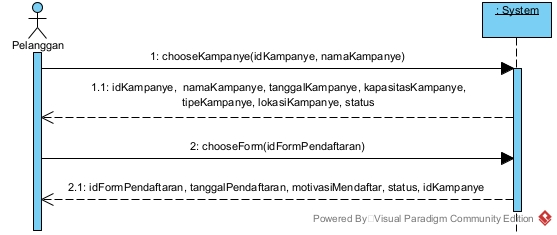 : System
Pelanggan
1: chooseKampanye(idKampanye, namaKampanye)
1.1: idKampanye, namaKampanye, tanggalKampanye, kapasitasKampanye,
tipeKampanye, lokasiKampanye, status
2: chooseForm(idFormPendaftaran)
2.1: idFormPendaftaran, tanggalPendaftaran, motivasiMendaftar, status, idKampanye
Powered By Visual Paradigm Community Edition